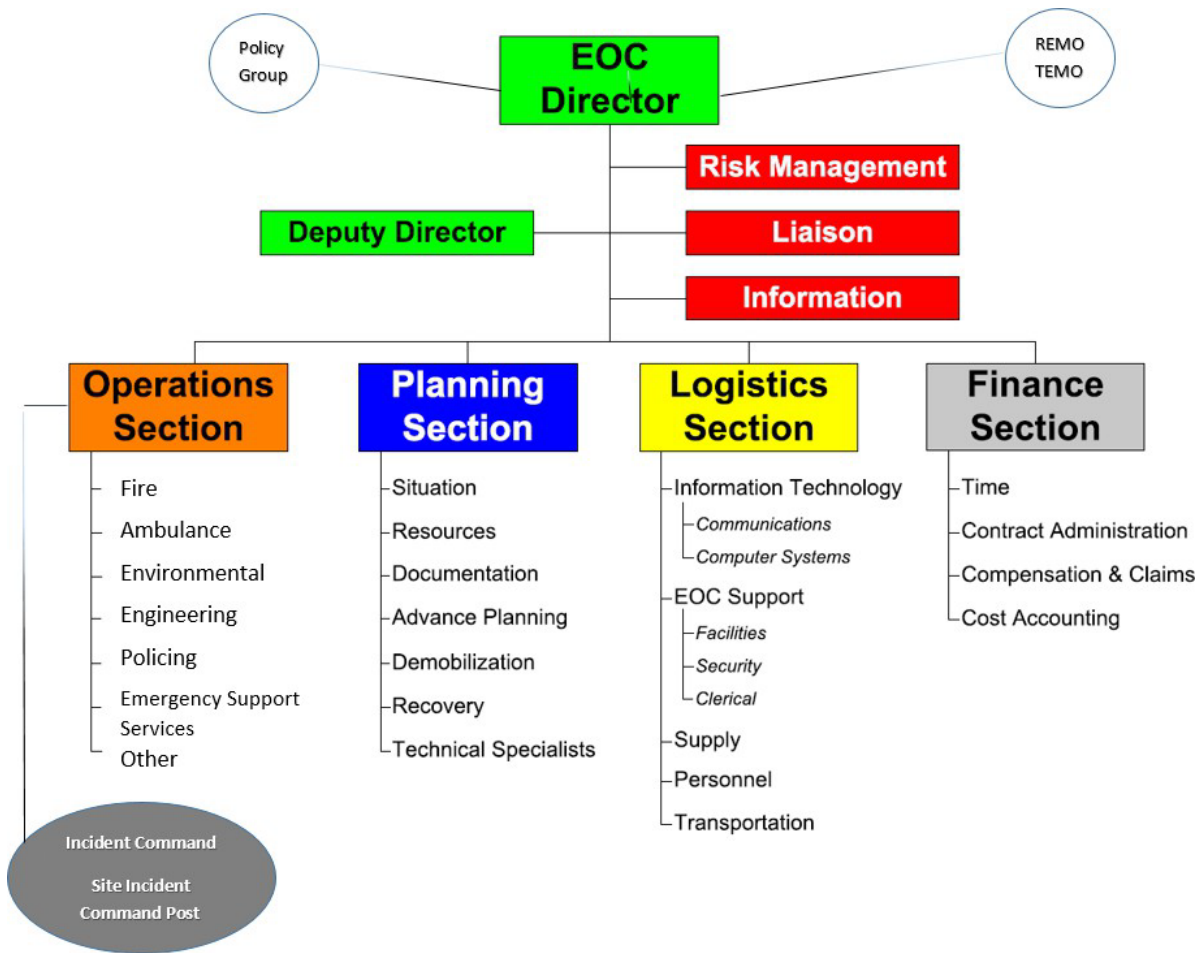 Policy
Group
EOC
Director
REMO
TEMO
Risk Management
Deputy Director
Liaison
Information
Operations
Section
Planning
Section
Logistics
Section
Finance
Section
Fire
Ambulance
Environmental
Engineering
Policing
Emergency Support
Services
Other
Situation
Resources
Documentation
Advance Planning
Demobilization
Recovery
Technical Specialists
Information Technology
Communications
Computer Systems
EOC Support
Facilities
Security
Clerical
Supply
Personnel
Transportation
Time
Contract Administration
Compensation & Claims
Cost Accounting
Incident Command
Site Incident
Command Post